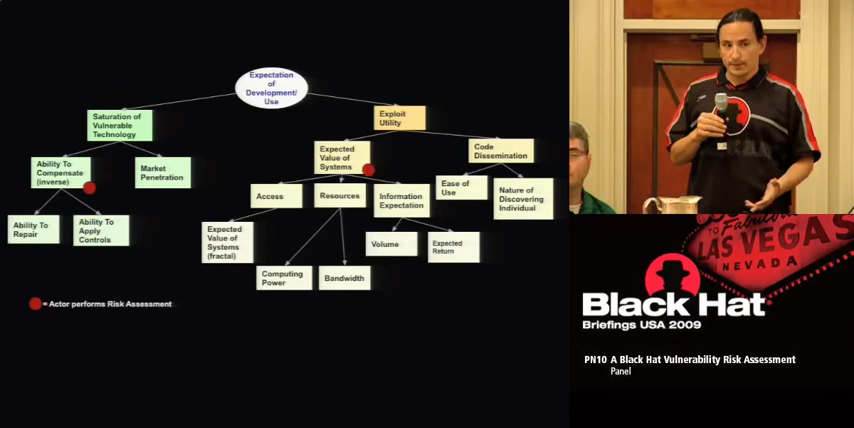 Expectation
of
Development/
Use
Saturation of
Vulnerable
Technology
Exploit
Utility
Ability To
Compensate
(inverse)
Market
Penetration
Expected
Value of
Systems
Code
Dissemination
Ability To
Repair
Ability To
Apply
Controls
Access
Resources
Information
Expectation
Ease of
Use
Nature of
Discovering
Individual
Expected
Value of
Systems
(fractal)
Computing
Power
Bandwidth
Volume
Expected
Return
= Actor performs Risk Assessment
TO Fabulous
LAS VEGAS
NEVADA
Black Hat
Briefings USA 2009
PN10 A Black Hat Vulnerability Risk Assessment
Panel